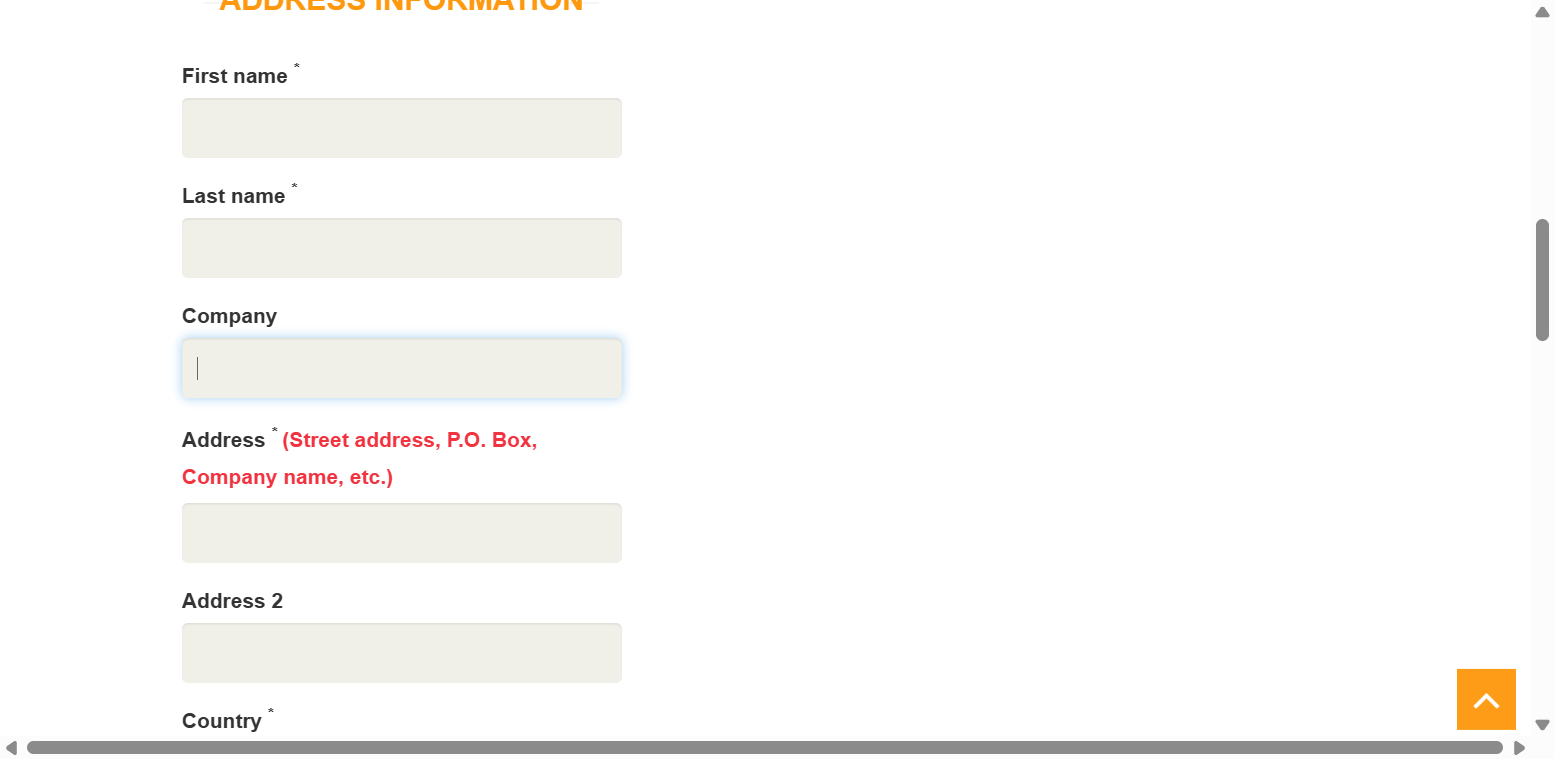 ADDRESS INFORMATION
First name *
Last name *
Company
Address * (Street address, P.O. Box,
Company name, etc.)
Address 2
Country *